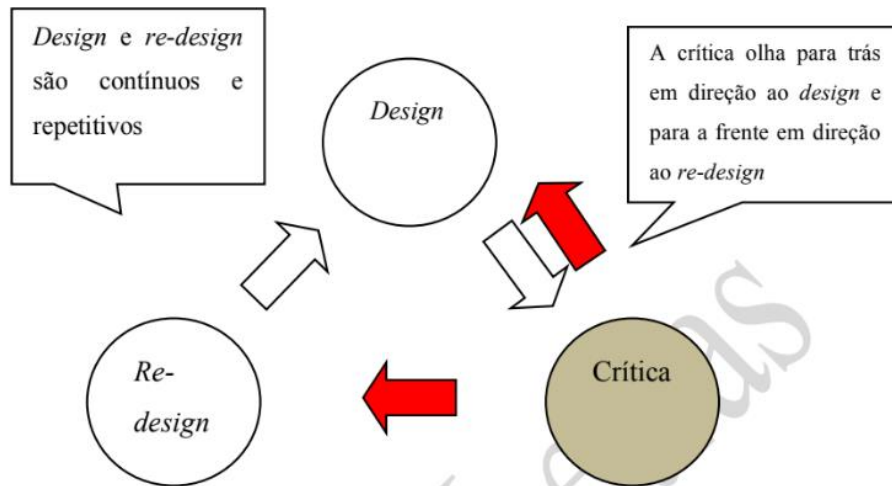 Design e re-design
são contínuos e
repetitivos
Design
A crítica olha para trás
em direção ao design e
para a frente em direção
ao re-design
Re-
design
Crítica